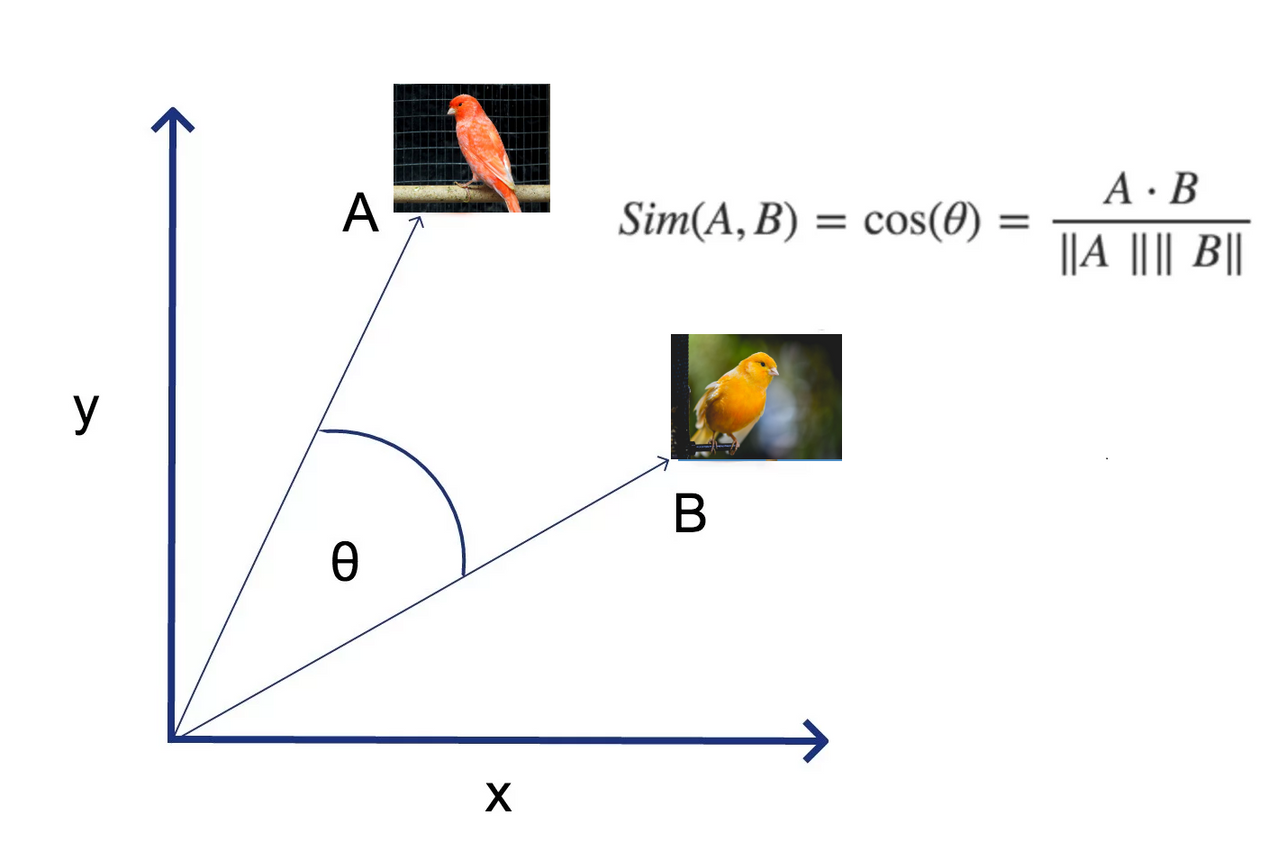 A
Sim(A, B) = cos(θ) = A · B / ‖A ‖‖ B‖
y
B
θ
x